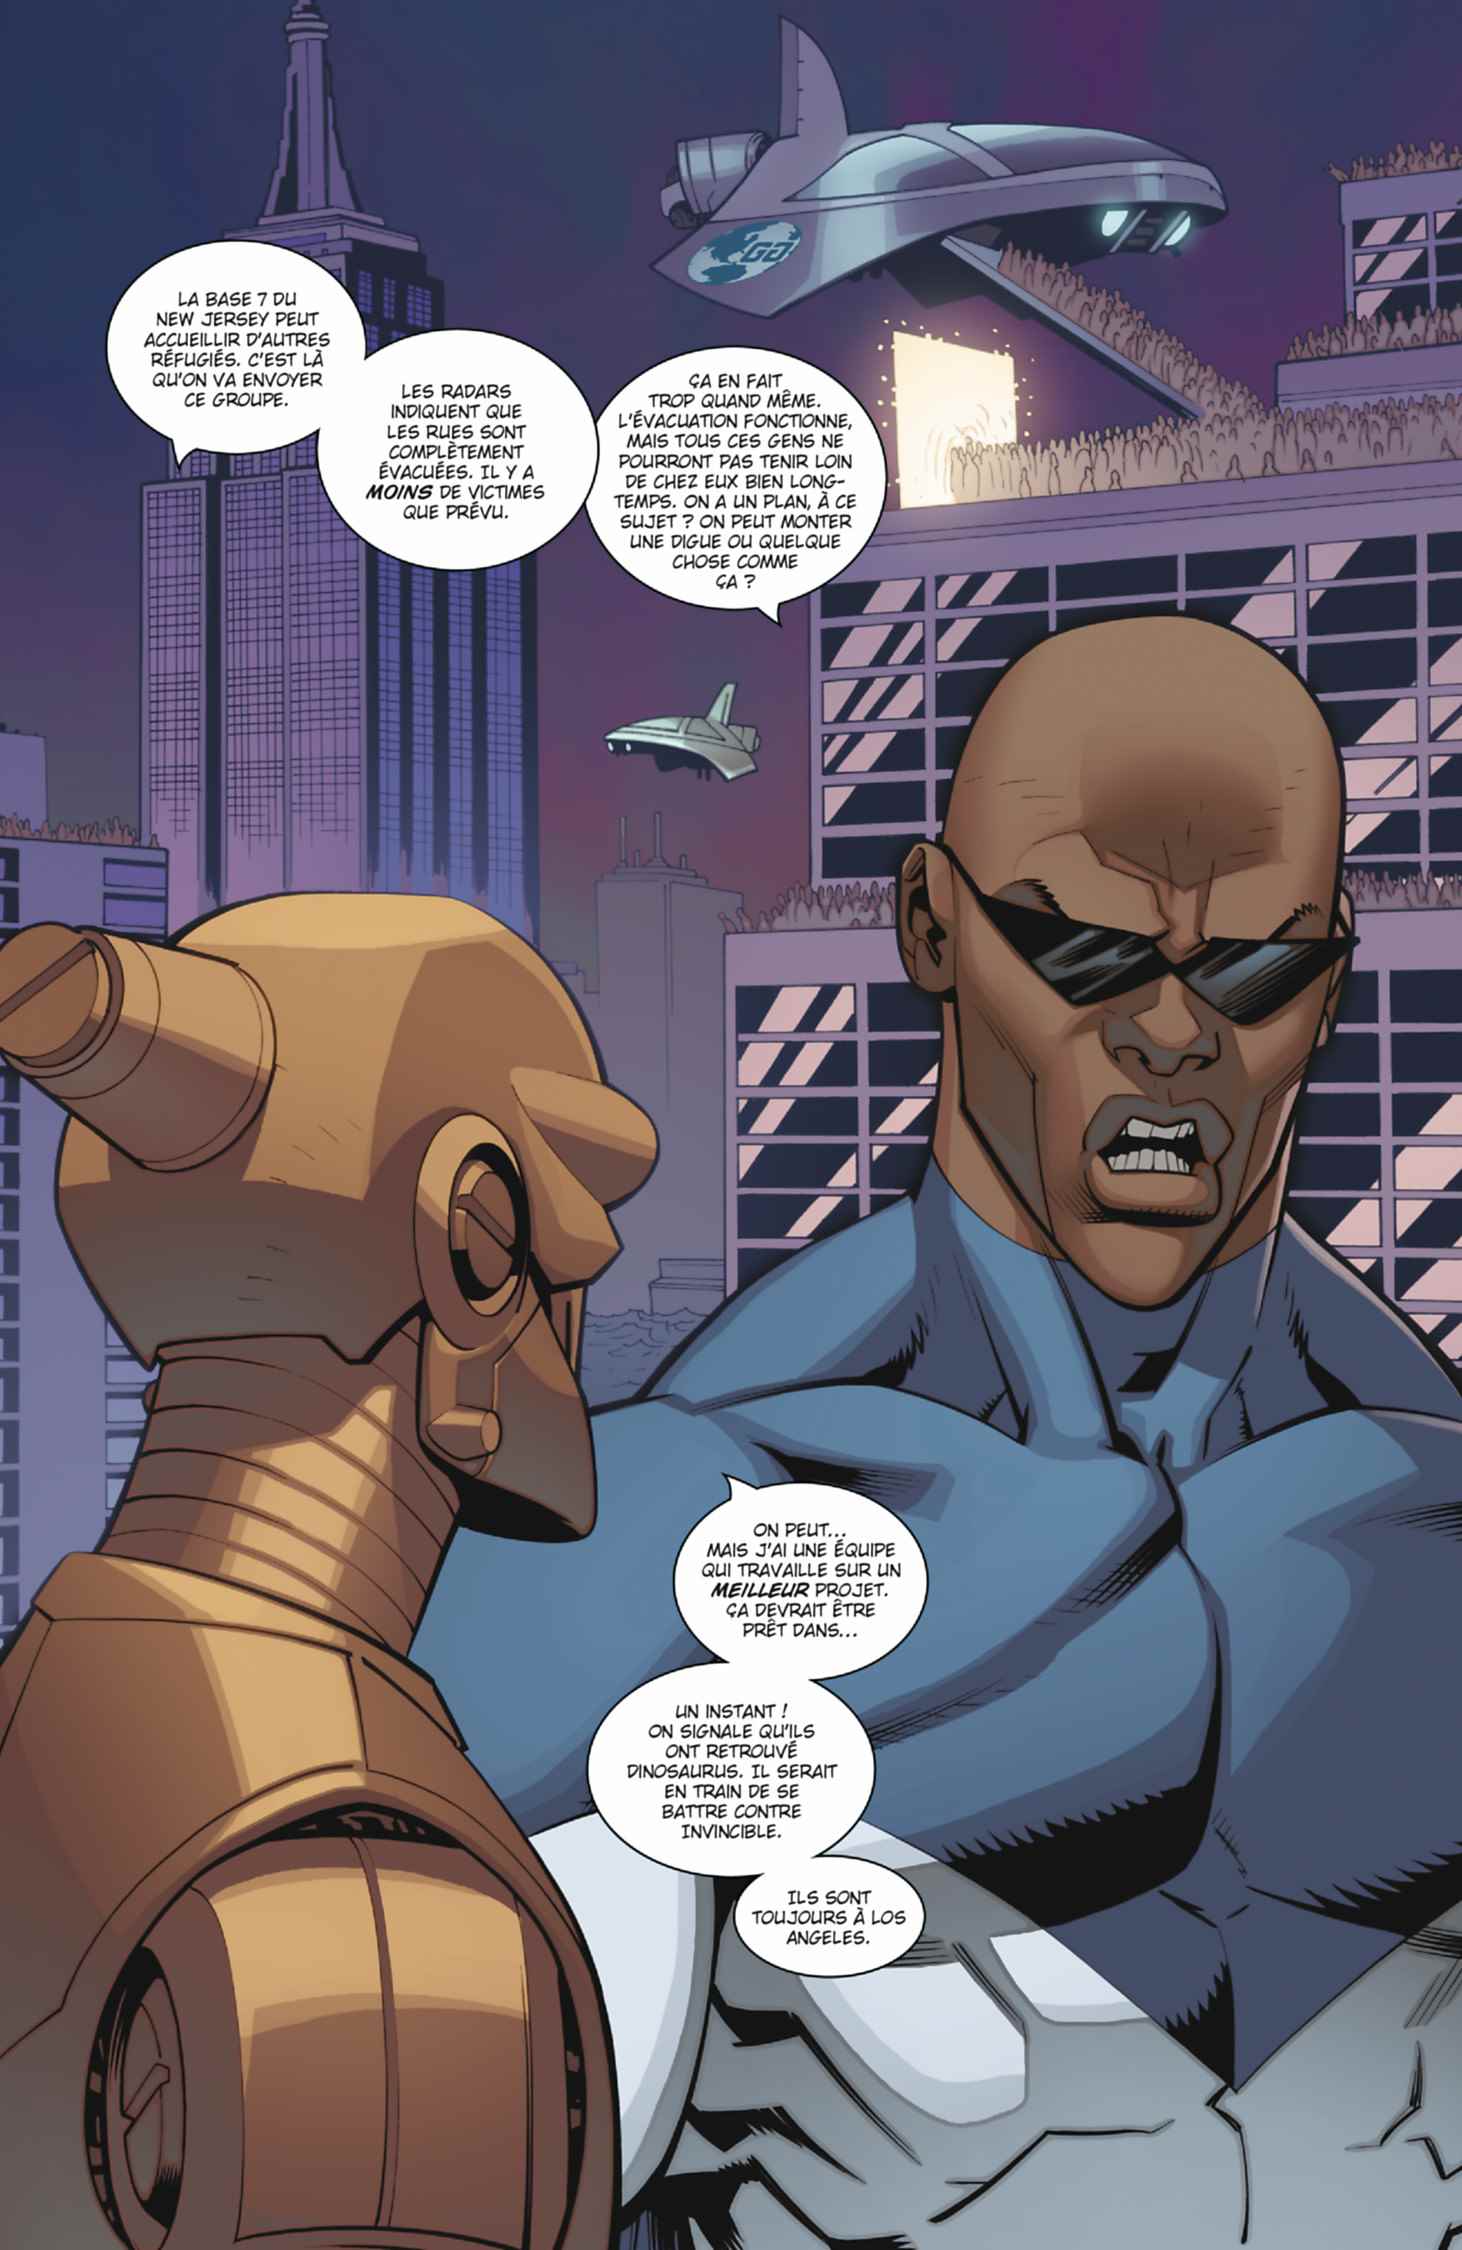 GDA
LA BASE 7 DU
NEW JERSEY PEUT
ACCUEILLIR D'AUTRES
RÉFUGIÉS. C'EST LÀ
QU'ON VA ENVOYER
CE GROUPE.
LES RADARS
INDIQUENT QUE
LES RUES SONT
COMPLÈTEMENT
ÉVACUÉES. IL Y A
MOINS DE VICTIMES
QUE PRÉVU.
ÇA EN FAIT
TROP QUAND MÊME.
L'ÉVACUATION FONCTIONNE,
MAIS TOUS CES GENS NE
POURRONT PAS TENIR LOIN
DE CHEZ EUX BIEN LONG-
TEMPS. ON A UN PLAN, À CE
SUJET ? ON PEUT MONTER
UNE DIGUE OU QUELQUE
CHOSE COMME
ÇA ?
ON PEUT...
MAIS J'AI UNE ÉQUIPE
QUI TRAVAILLE SUR UN
MEILLEUR PROJET.
ÇA DEVRAIT ÊTRE
PRÊT DANS...
UN INSTANT !
ON SIGNALE QU'ILS
ONT RETROUVÉ
DINOSAURUS. IL SERAIT
EN TRAIN DE SE
BATTRE CONTRE
INVINCIBLE.
ILS SONT
TOUJOURS À LOS
ANGELES.